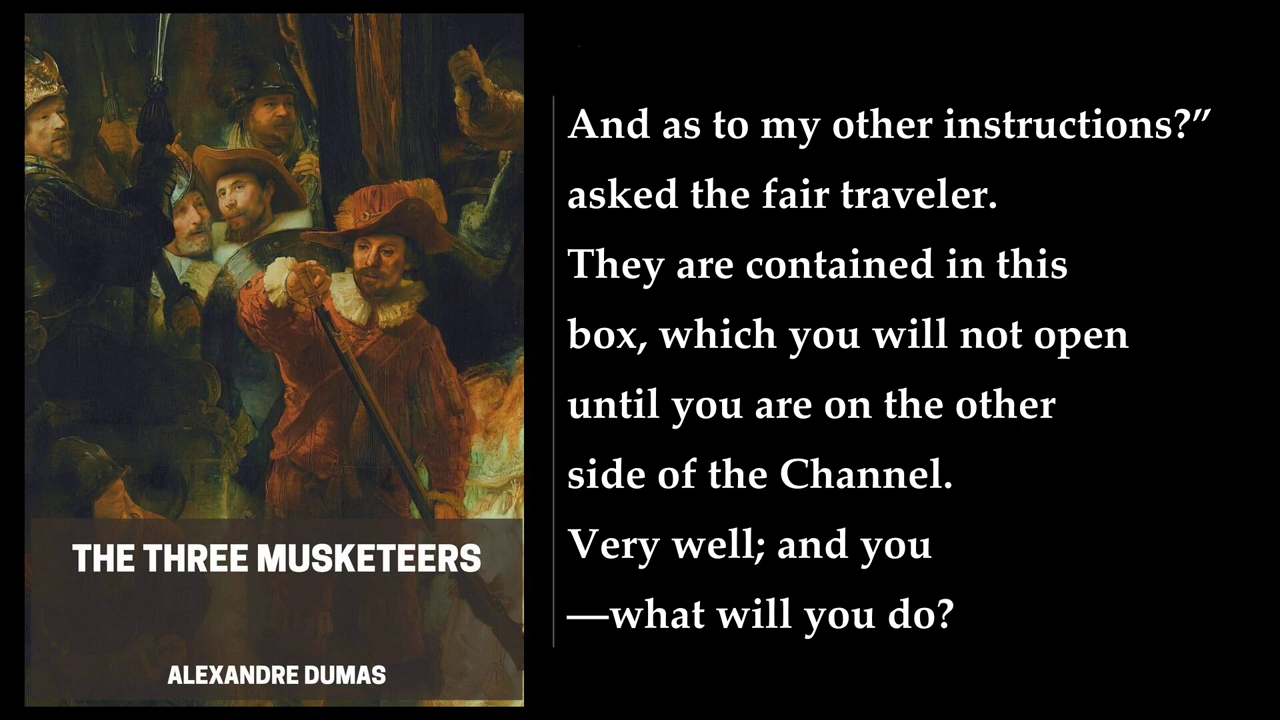 THE THREE MUSKETEERS
ALEXANDRE DUMAS
And as to my other instructions?”
asked the fair traveler.
They are contained in this
box, which you will not open
until you are on the other
side of the Channel.
Very well; and you
—what will you do?